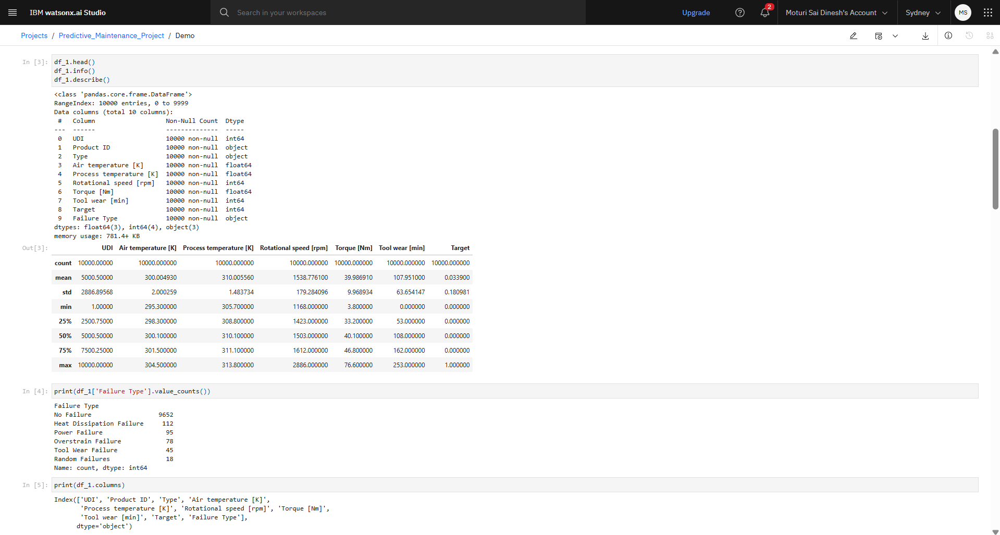 IBM watsonx.ai Studio
Search in your workspaces
Upgrade
2
Moturi Sai Dinesh's Account
Sydney
MS
Projects / Predictive_Maintenance_Project / Demo
In [3]: df_1.head()
df_1.info()
df_1.describe()
<class 'pandas.core.frame.DataFrame'>
RangeIndex: 10000 entries, 0 to 9999
Data columns (total 10 columns):
 #   Column                   Non-Null Count  Dtype
---  ------                   --------------  -----
 0   UDI                      10000 non-null  int64
 1   Product ID               10000 non-null  object
 2   Type                     10000 non-null  object
 3   Air temperature [K]      10000 non-null  float64
 4   Process temperature [K]  10000 non-null  float64
 5   Rotational speed [rpm]   10000 non-null  int64
 6   Torque [Nm]              10000 non-null  float64
 7   Tool wear [min]          10000 non-null  int64
 8   Target                   10000 non-null  int64
 9   Failure Type             10000 non-null  object
dtypes: float64(3), int64(4), object(3)
memory usage: 781.4+ KB
Out[3]: UDI Air temperature [K] Process temperature [K] Rotational speed [rpm] Torque [Nm] Tool wear [min] Target
count 10000.00000 10000.000000 10000.000000 10000.000000 10000.000000 10000.000000 10000.000000
mean 5000.50000 300.004930 310.005560 1538.776100 39.986910 107.951000 0.033900
std 2886.89568 2.000259 1.483734 179.284096 9.968934 63.654147 0.180981
min 1.00000 295.300000 305.700000 1168.000000 3.800000 0.000000 0.000000
25% 2500.75000 298.300000 308.800000 1423.000000 33.200000 53.000000 0.000000
50% 5000.50000 300.100000 310.100000 1503.000000 40.100000 108.000000 0.000000
75% 7500.25000 301.500000 311.100000 1612.000000 46.800000 162.000000 0.000000
max 10000.00000 304.500000 313.800000 2886.000000 76.600000 253.000000 1.000000
In [4]: print(df_1['Failure Type'].value_counts())
Failure Type
No Failure                  9652
Heat Dissipation Failure     112
Power Failure                 95
Overstrain Failure            78
Tool Wear Failure             45
Random Failures               18
Name: count, dtype: int64
In [5]: print(df_1.columns)
Index(['UDI', 'Product ID', 'Type', 'Air temperature [K]',
       'Process temperature [K]', 'Rotational speed [rpm]', 'Torque [Nm]',
       'Tool wear [min]', 'Target', 'Failure Type'],
      dtype='object')